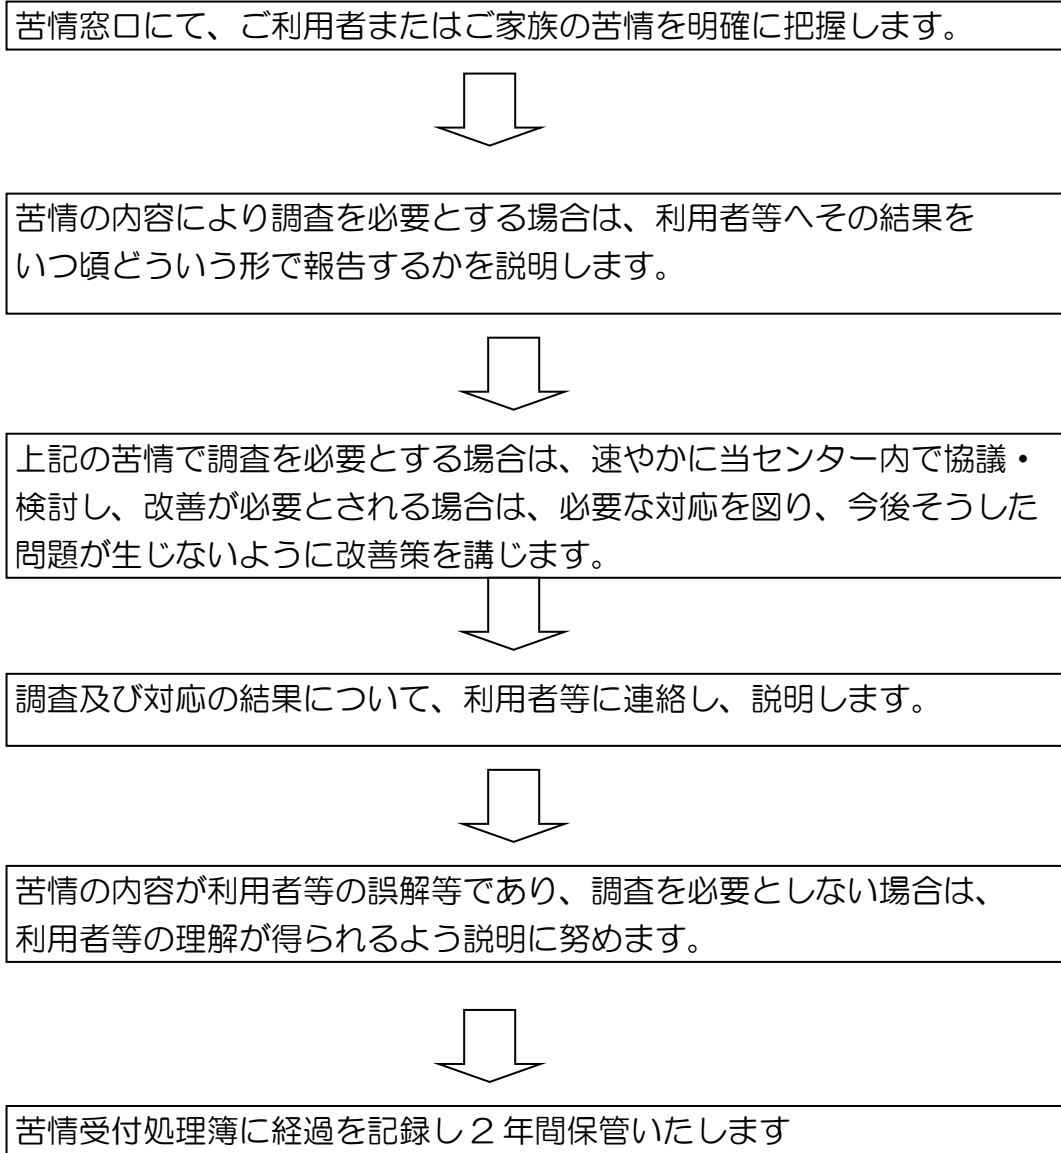 苦情窓口にて、ご利用者またはご家族の苦情を明確に把握します。
苦情の内容により調査を必要とする場合は、利用者等へその結果を
いつ頃どういう形で報告するかを説明します。
上記の苦情で調査を必要とする場合は、速やかに当センター内で協議・
検討し、改善が必要とされる場合は、必要な対応を図り、今後そうした
問題が生じないように改善策を講じます。
調査及び対応の結果について、利用者等に連絡し、説明します。
苦情の内容が利用者等の誤解等であり、調査を必要としない場合は、
利用者等の理解が得られるよう説明に努めます。
苦情受付処理簿に経過を記録し2年間保管いたします